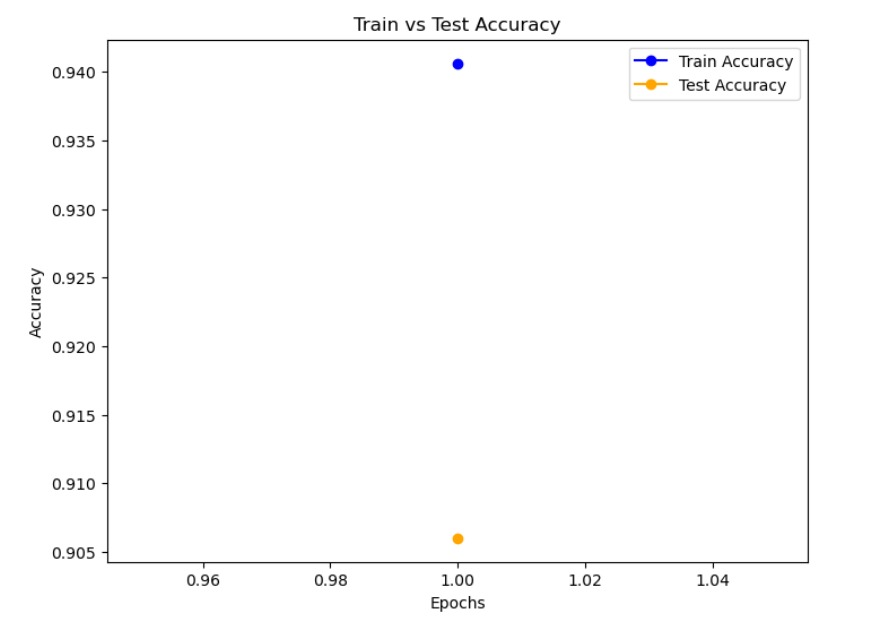 Train vs Test Accuracy
Train Accuracy
Test Accuracy
0.940
0.935
0.930
0.925
0.920
0.915
0.910
0.905
Accuracy
0.96 0.98 1.00 1.02 1.04
Epochs